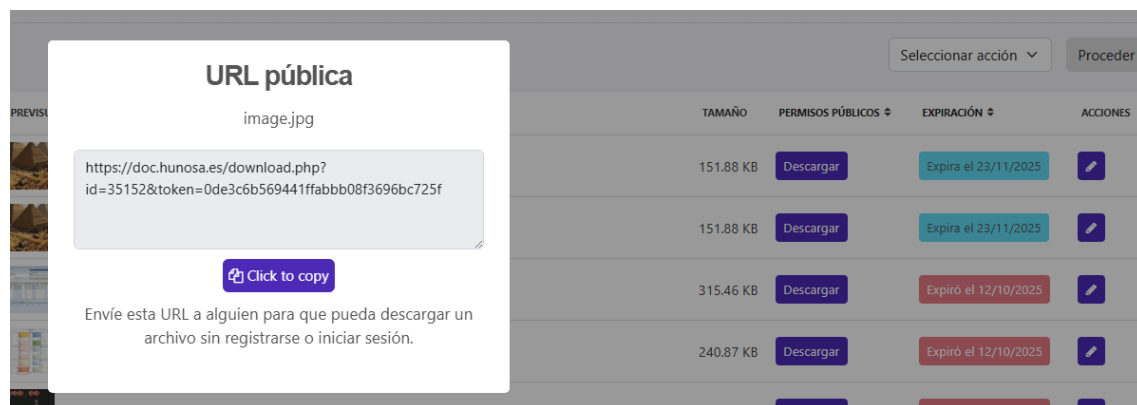 URL pública
image.jpg
https://doc.hunosa.es/download.php?
id=35152&token=0de3c6b569441ffabbb08f3696bc725f
Click to copy
Envíe esta URL a alguien para que pueda descargar un
archivo sin registrarse o iniciar sesión.
Seleccionar acción
Proceder
TAMAÑO PERMISOS PÚBLICOS EXPIRACIÓN ACCIONES
151.88 KB Descargar Expira el 23/11/2025
151.88 KB Descargar Expira el 23/11/2025
315.46 KB Descargar Expiró el 12/10/2025
240.87 KB Descargar Expiró el 12/10/2025